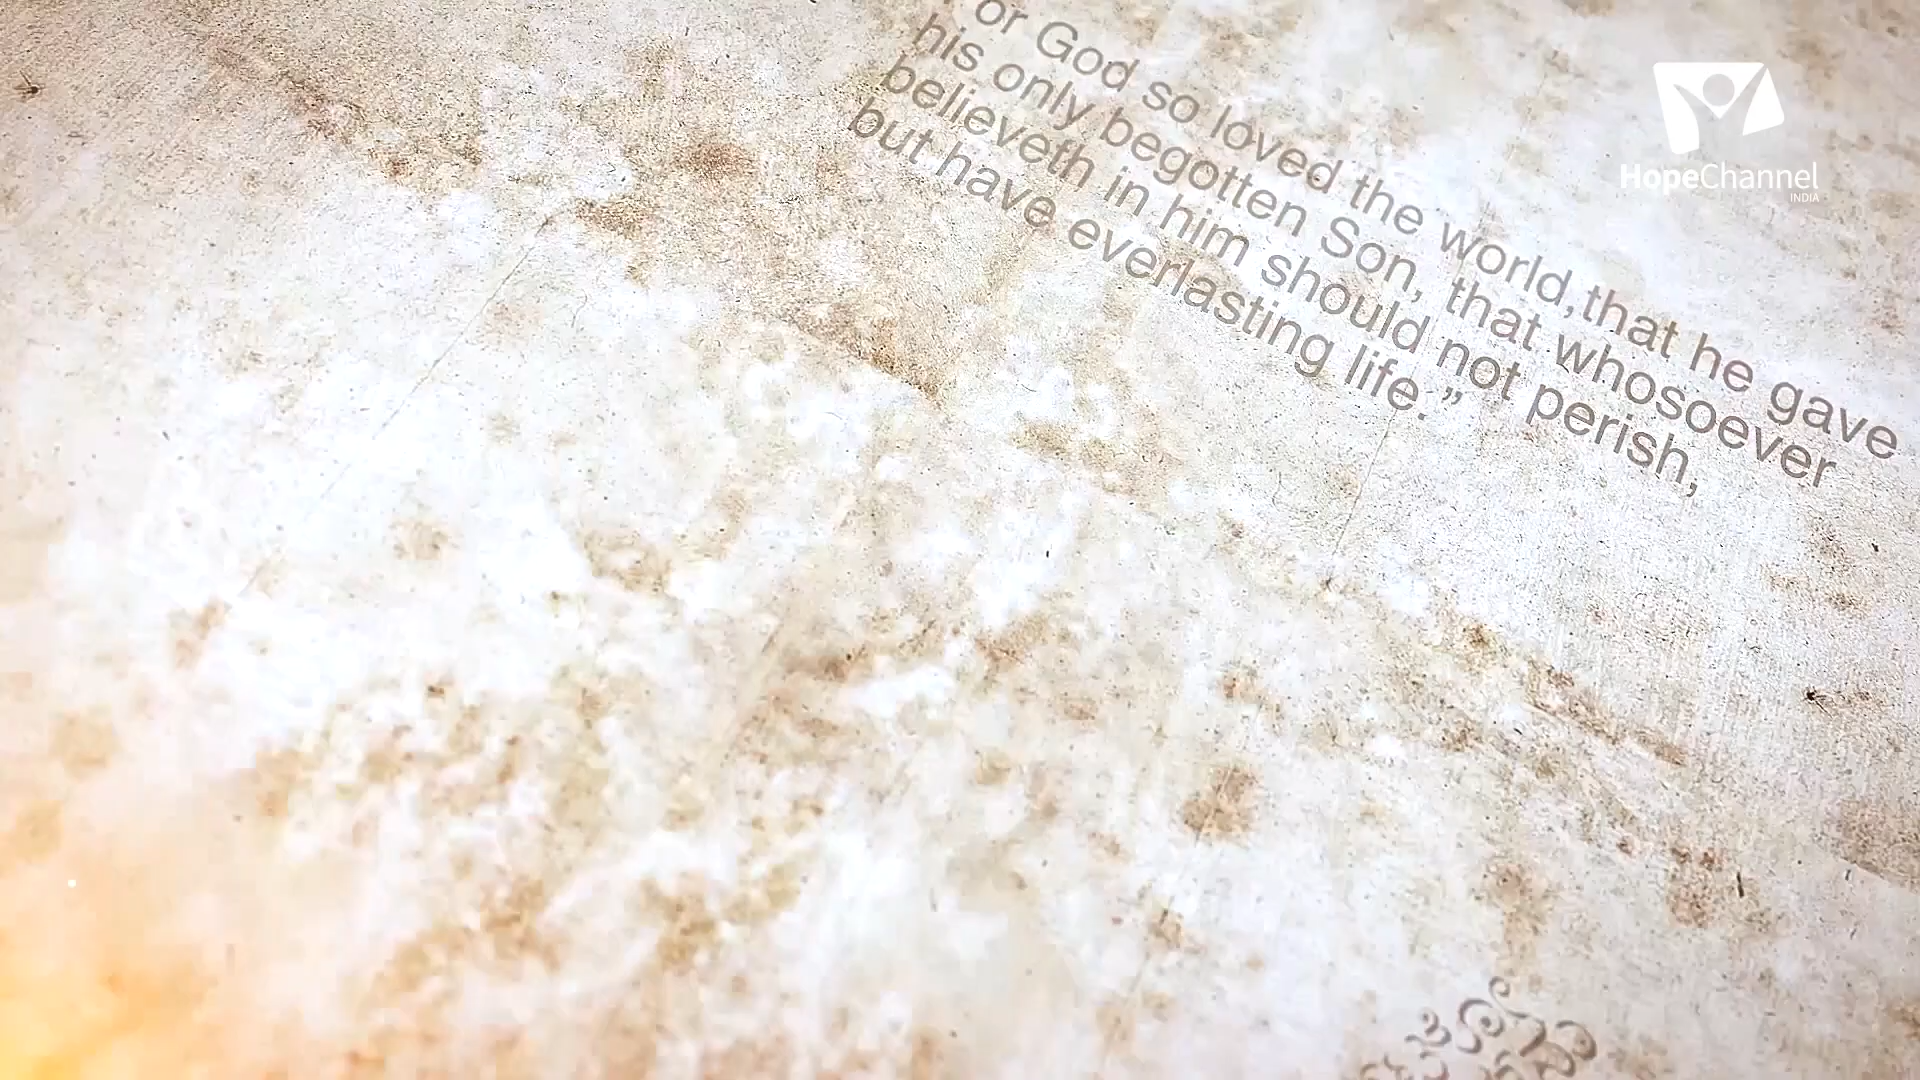 or God so loved the world,that he gave
his only begotten Son, that whosoever
believeth in him should not perish,
but have everlasting life.”
HopeChannel
INDIA